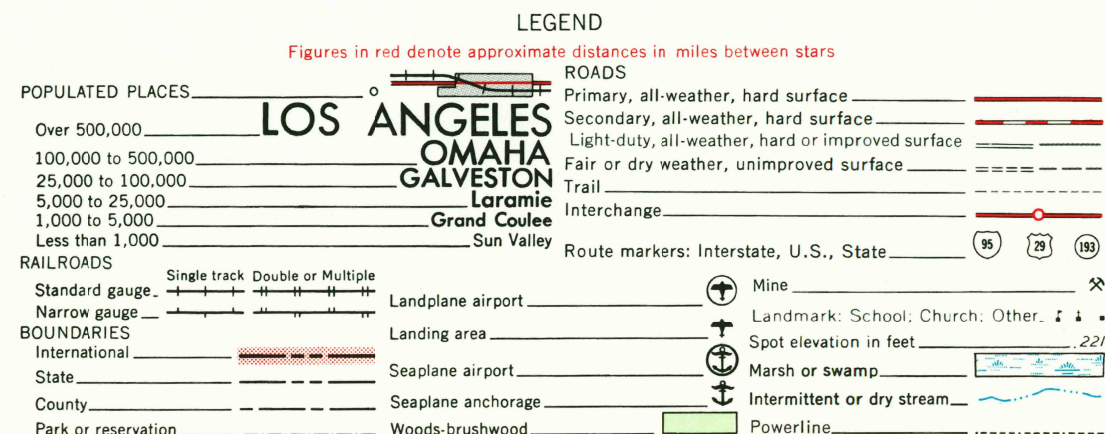 LEGEND
Figures in red denote approximate distances in miles between stars
POPULATED PLACES
Over 500,000 LOS ANGELES
100,000 to 500,000 OMAHA
25,000 to 100,000 GALVESTON
5,000 to 25,000 Laramie
1,000 to 5,000 Grand Coulee
Less than 1,000 Sun Valley
RAILROADS
Single track Double or Multiple
Standard gauge
Narrow gauge
BOUNDARIES
International
State
County
Park or reservation
Landplane airport
Landing area
Seaplane airport
Seaplane anchorage
Woods-brushwood
ROADS
Primary, all-weather, hard surface
Secondary, all-weather, hard surface
Light-duty, all-weather, hard or improved surface
Fair or dry weather, unimproved surface
Trail
Interchange
Route markers: Interstate, U.S., State 95 29 193
Mine
Landmark: School; Church; Other
Spot elevation in feet .221
Marsh or swamp
Intermittent or dry stream
Powerline